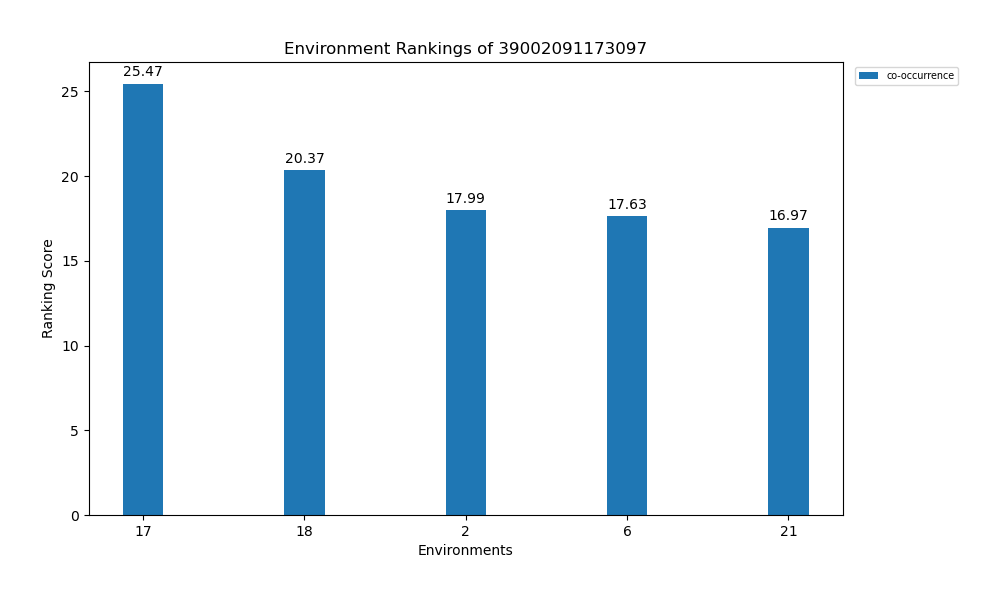 Environment Rankings of 39002091173097
co-occurrence
25.47
20.37
17.99
17.63
16.97
25
20
15
10
5
0
Ranking Score
17 18 2 6 21
Environments